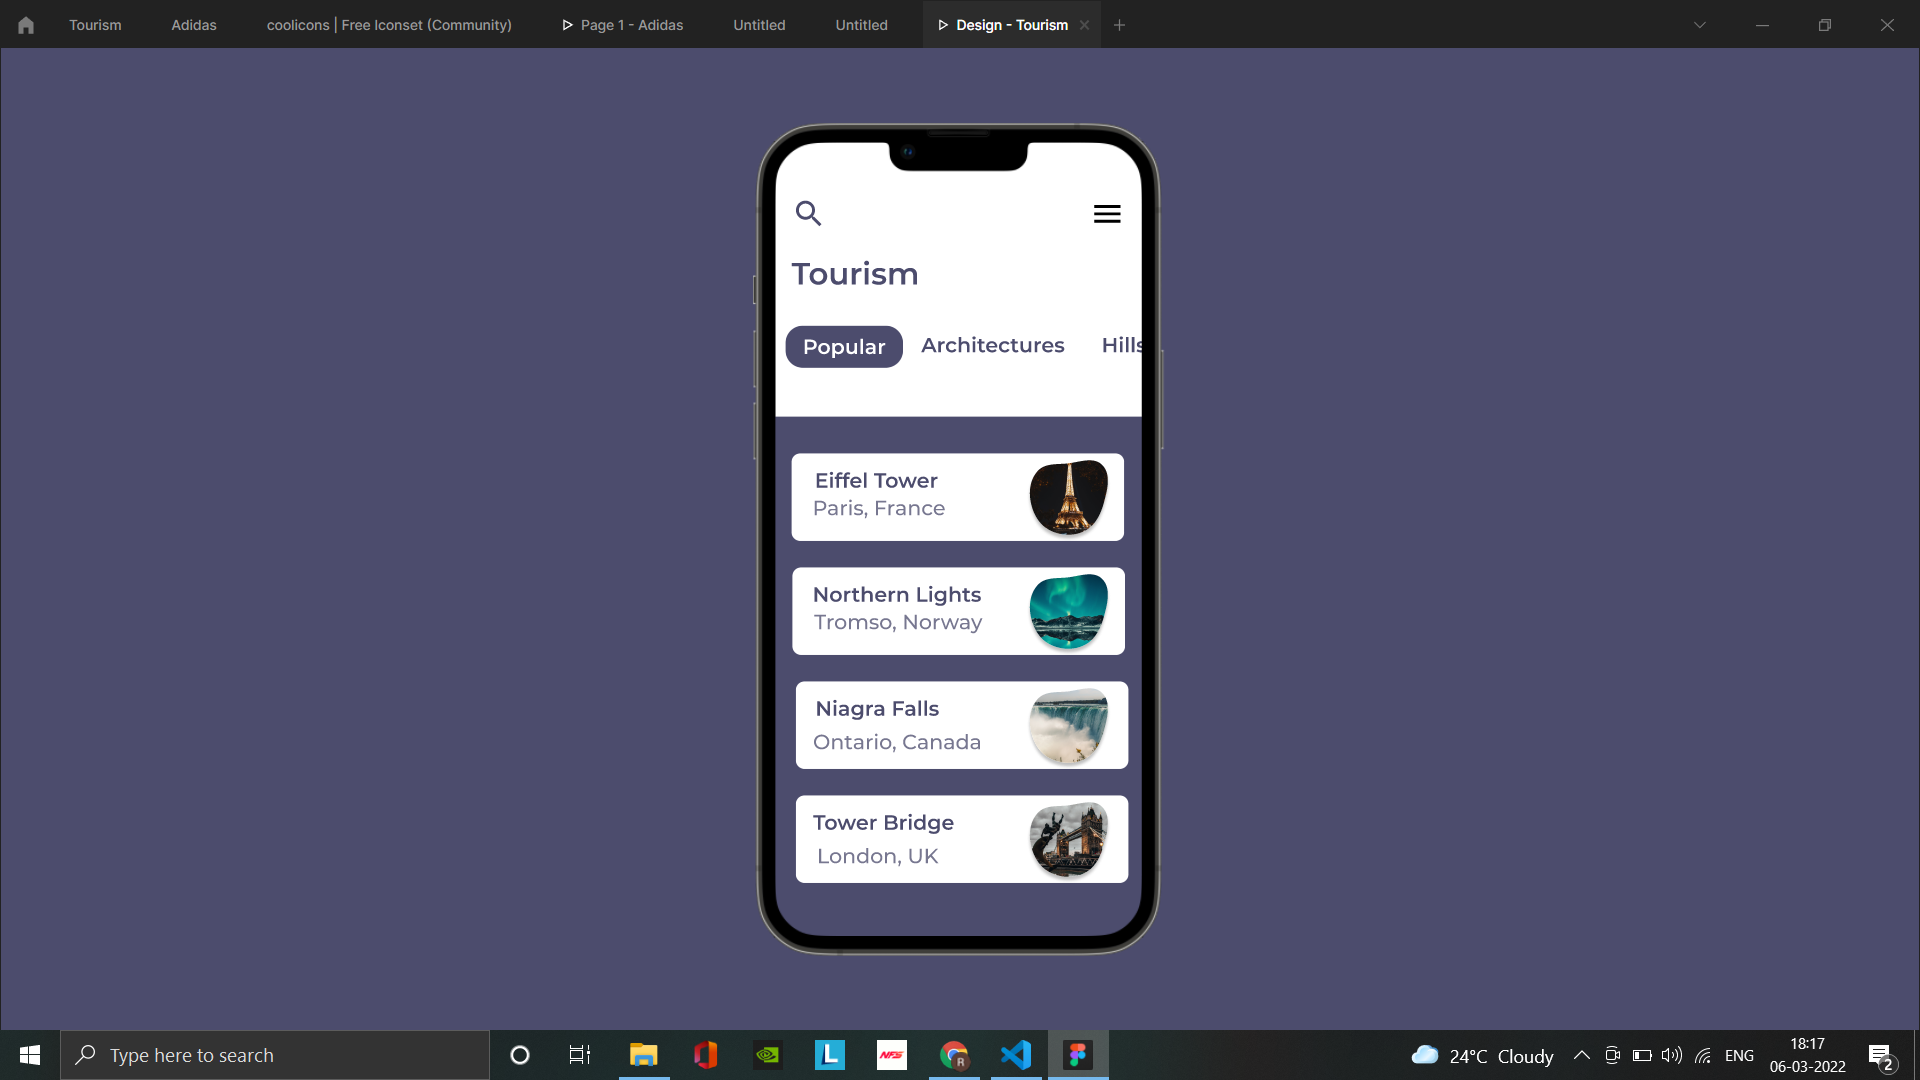 Tourism
Adidas
coolicons | Free Iconset (Community)
Page 1 - Adidas
Untitled
Untitled
Design - Tourism
Tourism
Popular
Architectures
Hills
Eiffel Tower
Paris, France
Northern Lights
Tromso, Norway
Niagra Falls
Ontario, Canada
Tower Bridge
London, UK
Type here to search
L
NFS
R
24°C Cloudy
ENG
18:17
06-03-2022
2